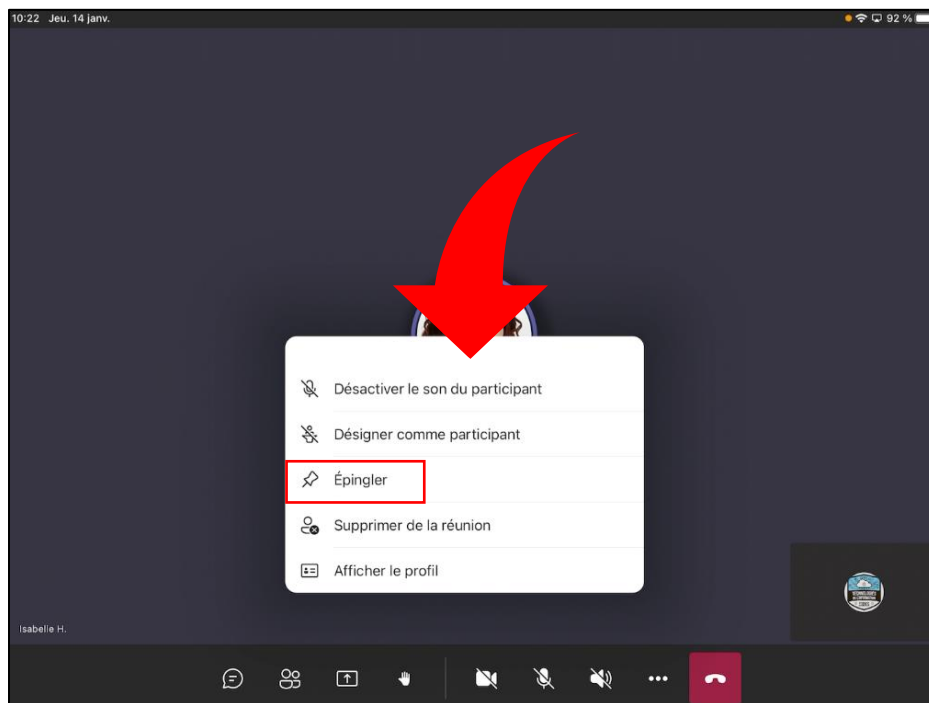 10:22 Jeu. 14 janv.
92 %
Désactiver le son du participant
Désigner comme participant
Épingler
Supprimer de la réunion
Afficher le profil
Isabelle H.